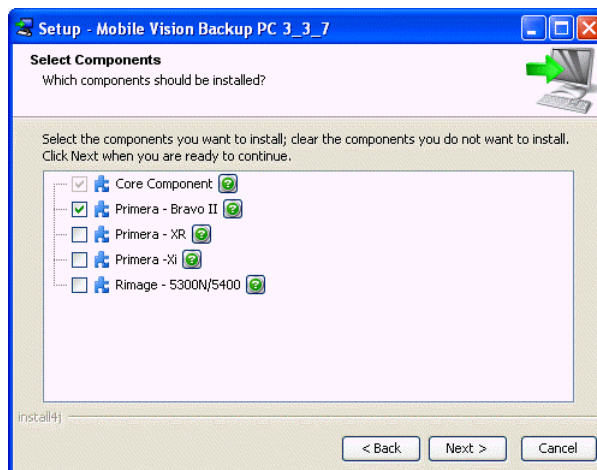 Setup - Mobile Vision Backup PC 3_3_7
Select Components
Which components should be installed?
Select the components you want to install; clear the components you do not want to install.
Click Next when you are ready to continue.
Core Component
Primera - Bravo II
Primera - XR
Primera -Xi
Rimage - 5300N/5400
install4j
< Back
Next >
Cancel